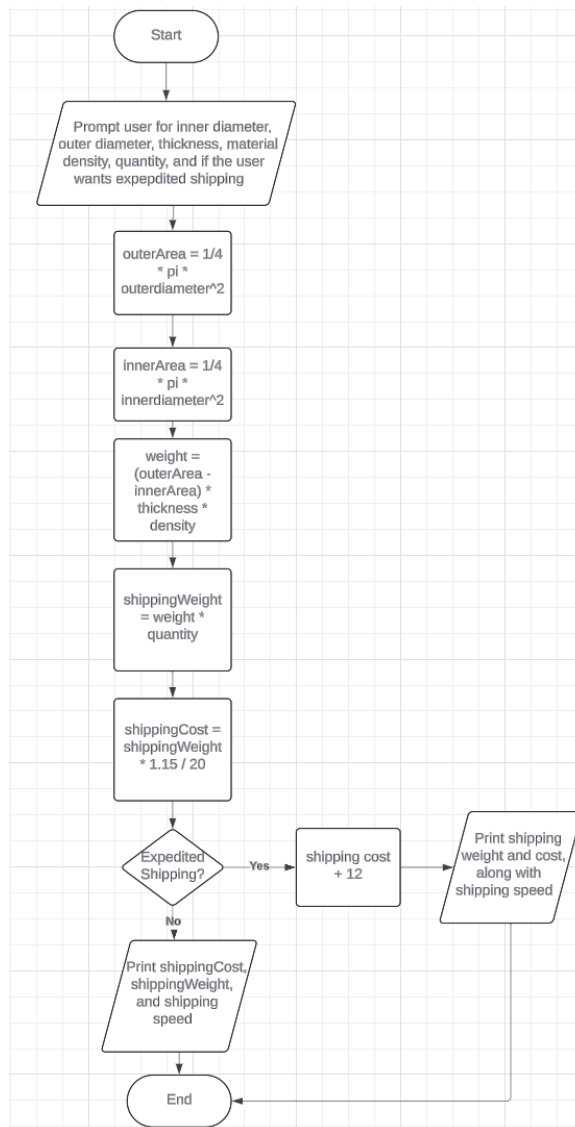 Start
Prompt user for inner diameter,
outer diameter, thickness, material
density, quantity, and if the user
wants expepdited shipping
outerArea = 1/4
* pi *
outerdiameter^2
innerArea = 1/4
* pi *
innerdiameter^2
weight =
(outerArea -
innerArea) *
thickness *
density
shippingWeight
= weight *
quantity
shippingCost =
shippingWeight
* 1.15 / 20
Expedited
Shipping?
Yes
shipping cost
+ 12
Print shipping
weight and cost,
along with
shipping speed
No
Print shippingCost,
shippingWeight,
and shipping
speed
End